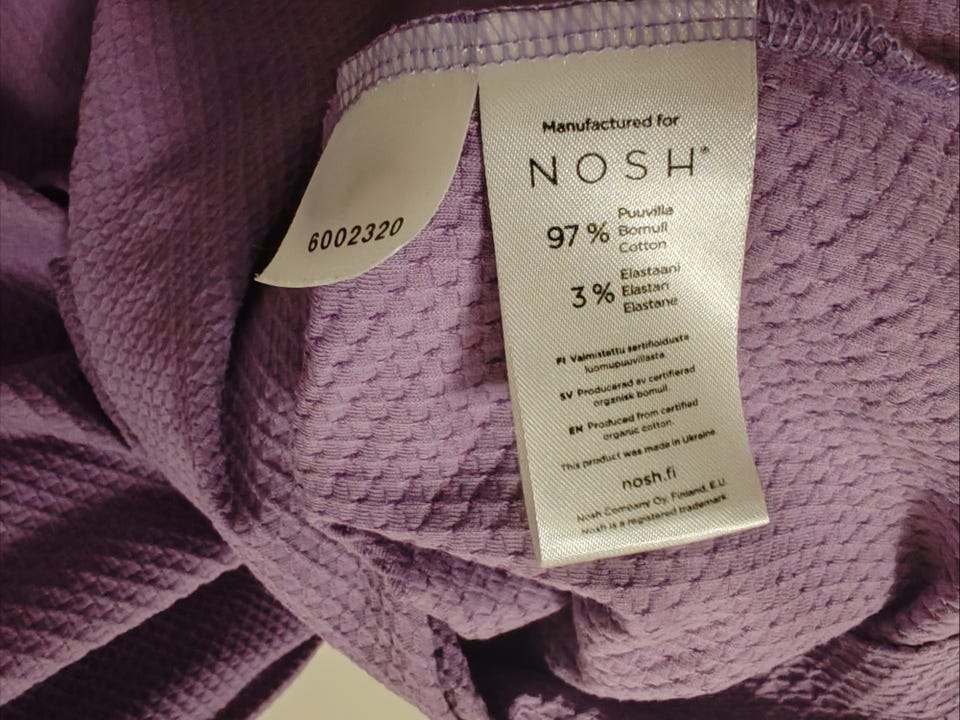 6002320
Manufactured for
NOSH®
97 %
Puuvilla
Bomull
Cotton
3 %
Elastaani
Elastan
Elastane
FI Valmistettu sertifioidusta
luomupuuvillasta
SV Producerad av certifierad
organisk bomull
EN Produced from certified
organic cotton.
This product was made in Ukraine.
nosh.fi
Nosh Company Oy, Finland, E.U.
Nosh is a registered trademark